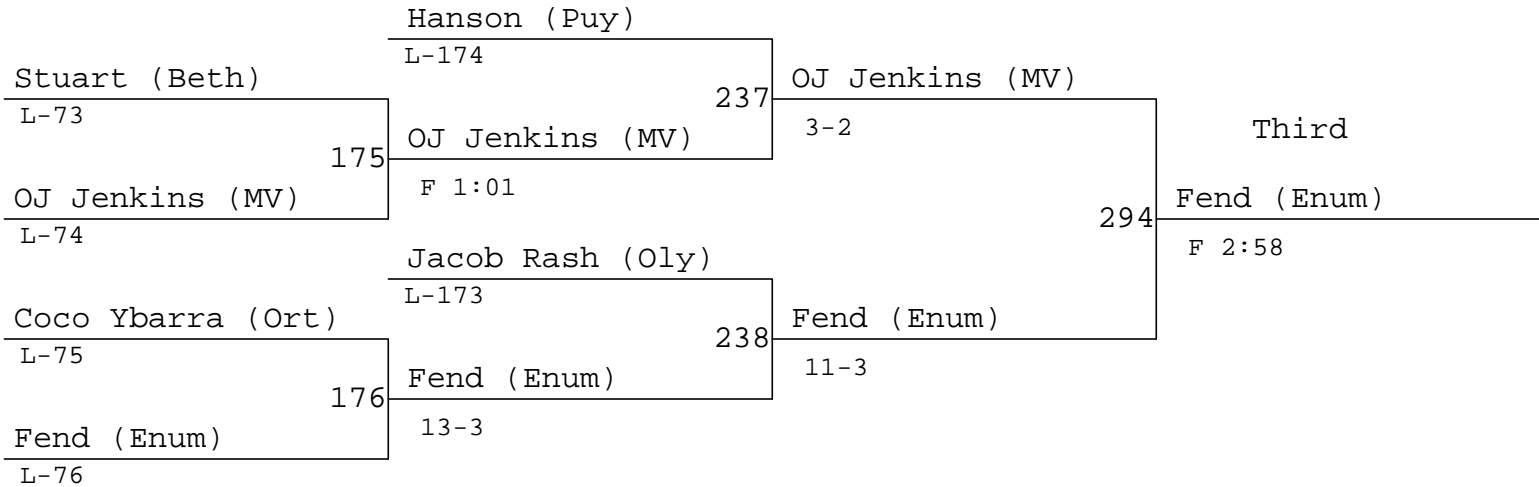 Hanson (Puy)
L-174
Stuart (Beth)
L-73
237
OJ Jenkins (MV)
3-2
Third
175
OJ Jenkins (MV)
F 1:01
OJ Jenkins (MV)
L-74
294
Fend (Enum)
F 2:58
Jacob Rash (Oly)
L-173
Coco Ybarra (Ort)
L-75
238
Fend (Enum)
11-3
176
Fend (Enum)
13-3
Fend (Enum)
L-76